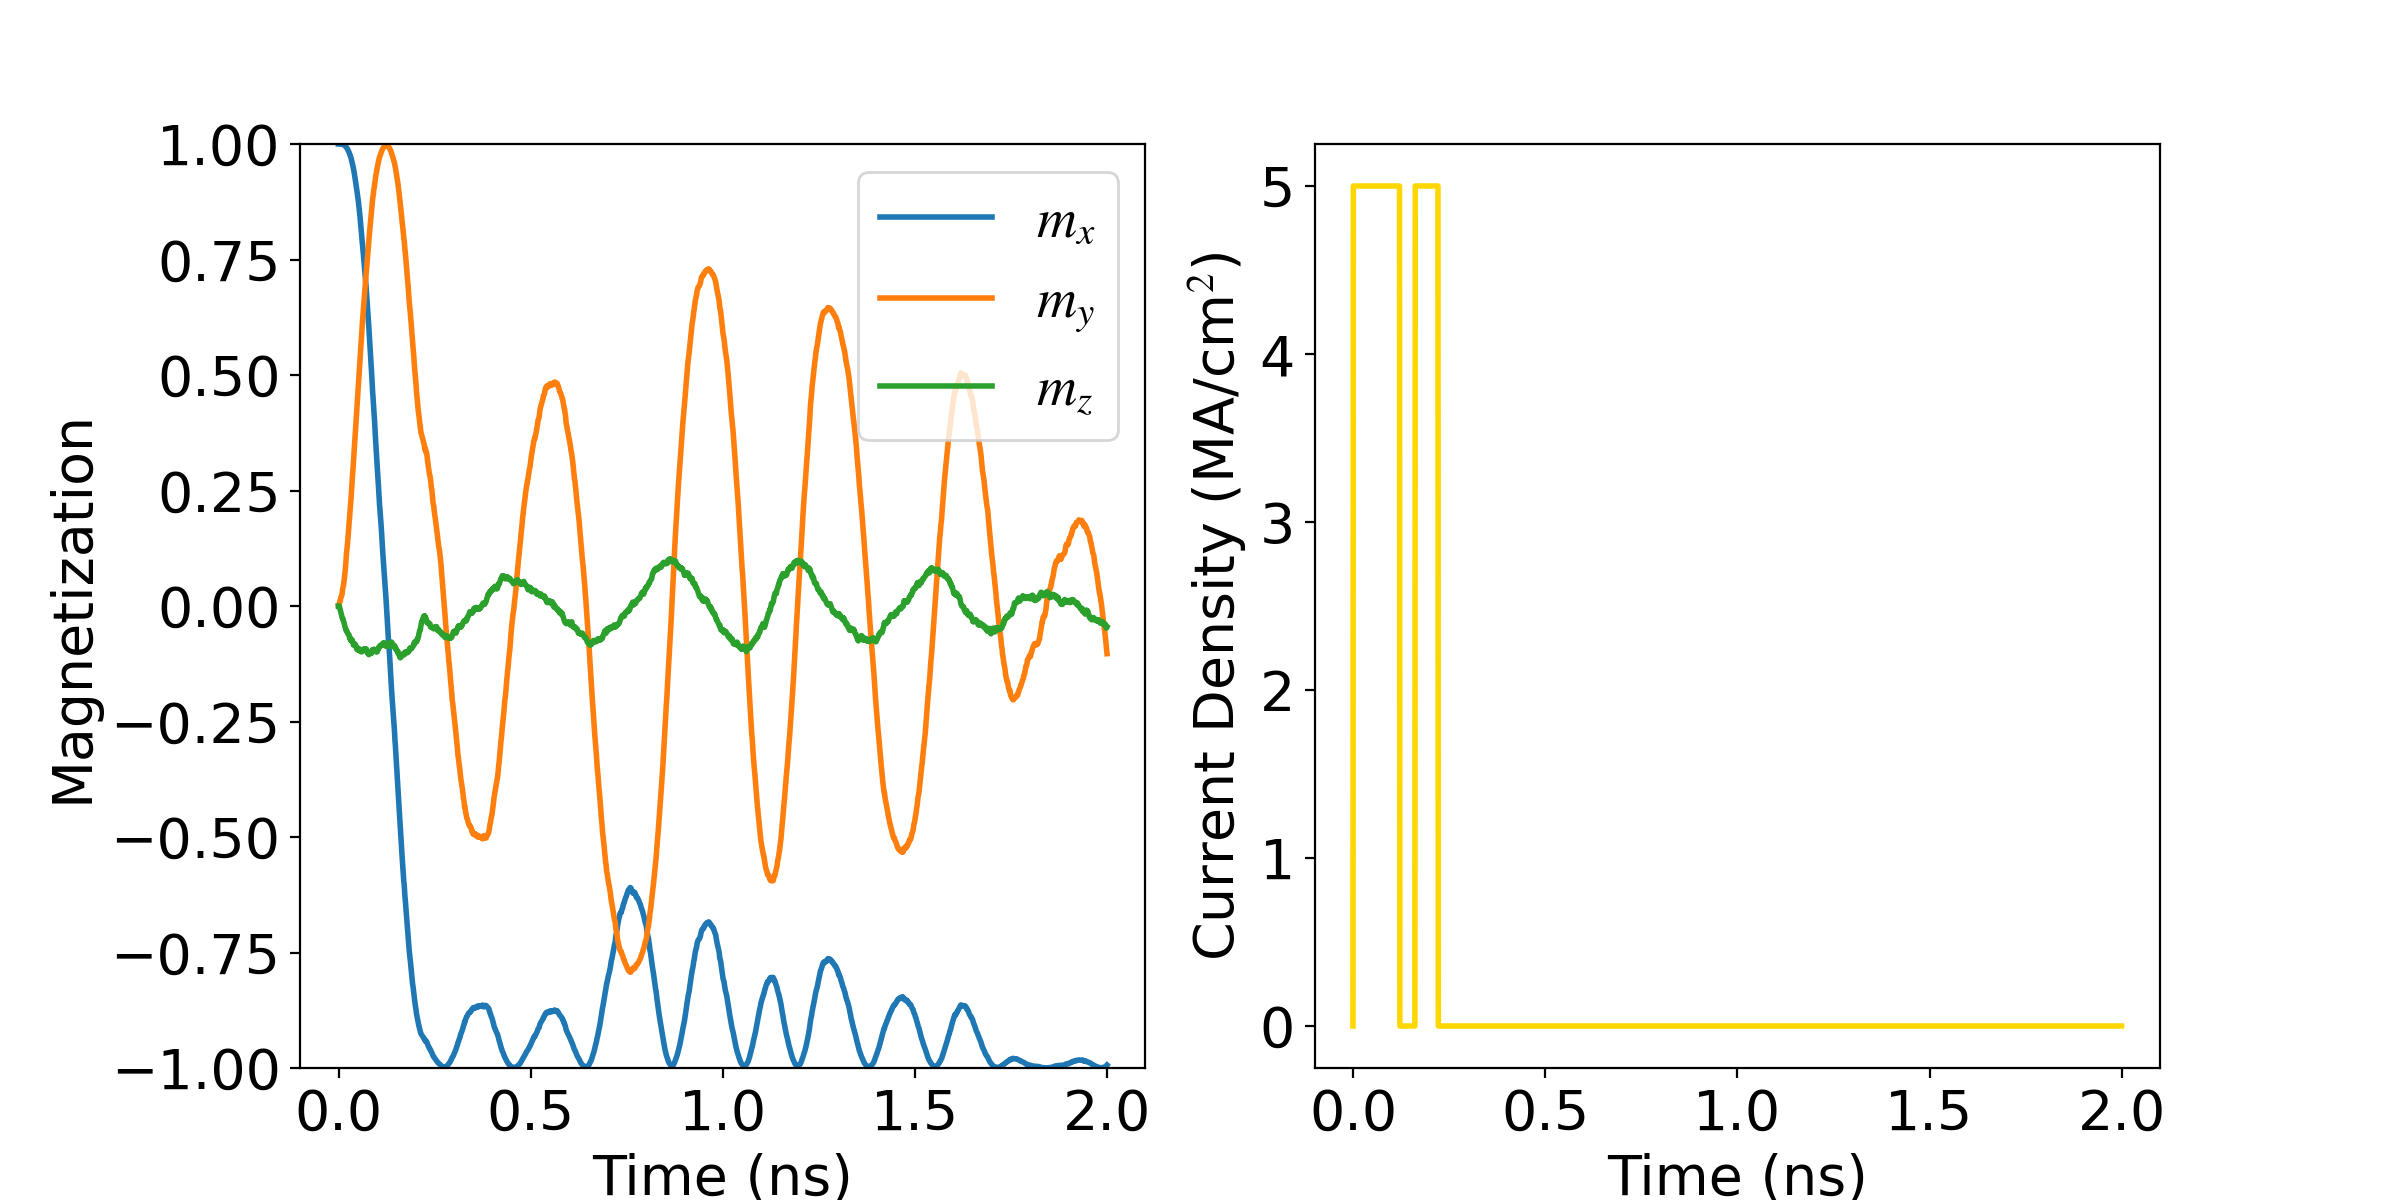 Magnetization
1.00
0.75
0.50
0.25
0.00
−0.25
−0.50
−0.75
−1.00
0.0 0.5 1.0 1.5 2.0
Time (ns)
m_x
m_y
m_z
Current Density (MA/cm²)
5
4
3
2
1
0
0.0 0.5 1.0 1.5 2.0
Time (ns)